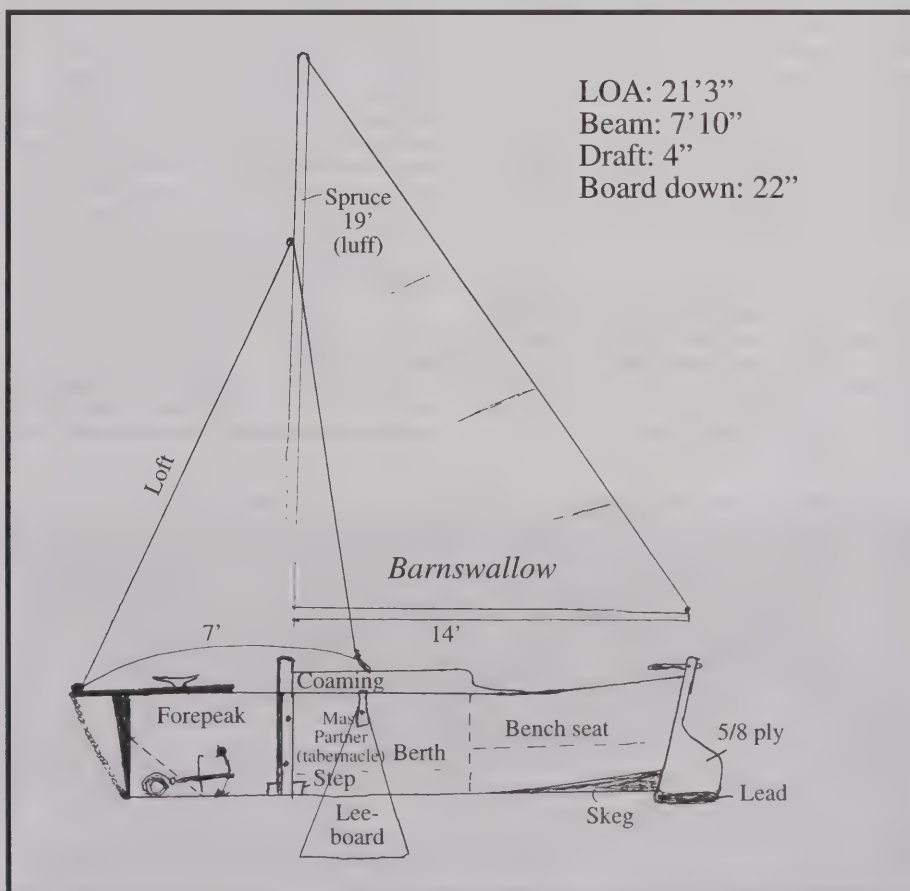 LOA: 21’3”
Beam: 7’10”
Draft: 4”
Board down: 22”
Spruce
19’
(luff)
Loft
Barnswallow
7’
14’
Coaming
Forepeak
Mast
Partner
(tabernacle)
Step
Berth
Bench seat
5/8 ply
Lead
Skeg
Lee-
board